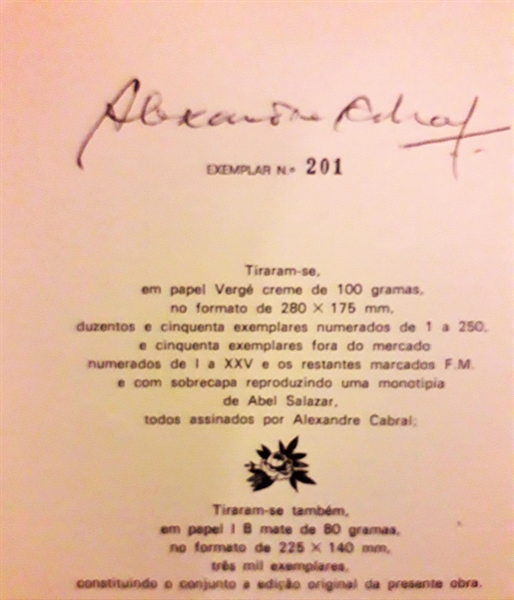 Alexandre Cabral
EXEMPLAR N.º 201
Tiraram-se,
em papel Vergé creme de 100 gramas,
no formato de 280 × 175 mm,
duzentos e cinquenta exemplares numerados de 1 a 250,
e cinquenta exemplares fora do mercado
numerados de I a XXV e os restantes marcados F.M.
e com sobrecapa reproduzindo uma monotipia
de Abel Salazar,
todos assinados por Alexandre Cabral;
Tiraram-se também,
em papel I B mate de 80 gramas,
no formato de 225 × 140 mm,
três mil exemplares,
constituindo o conjunto a edição original da presente obra.